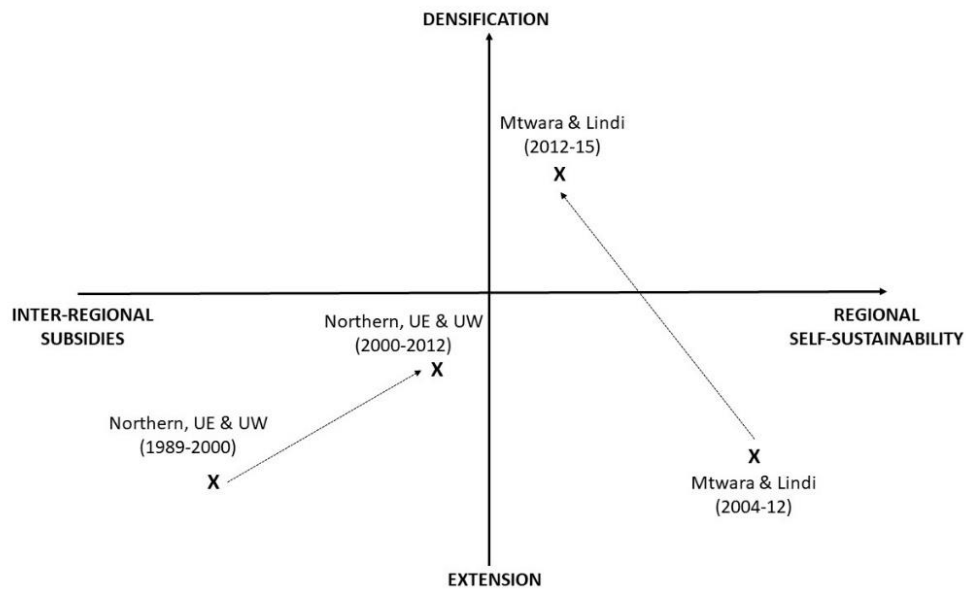 DENSIFICATION
Mtwara & Lindi
(2012-15)
X
INTER-REGIONAL
SUBSIDIES
REGIONAL
SELF-SUSTAINABILITY
Northern, UE & UW
(2000-2012)
X
Northern, UE & UW
(1989-2000)
X
X
Mtwara & Lindi
(2004-12)
EXTENSION